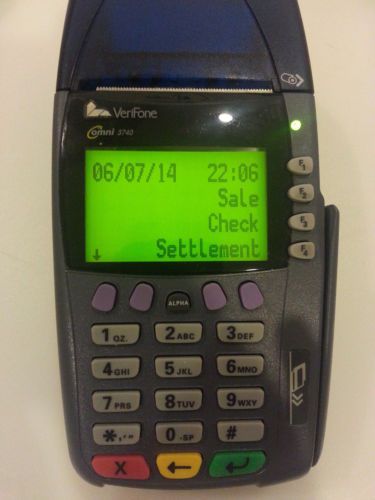 VeriFone
omni 3740
06/07/14 22:06
Sale
Check
Settlement
F1
F2
F3
F4
ALPHA
1 QZ.
2 ABC
3 DEF
4 GHI
5 JKL
6 MNO
7 PRS
8 TUV
9 WXY
0 -SP
#
X